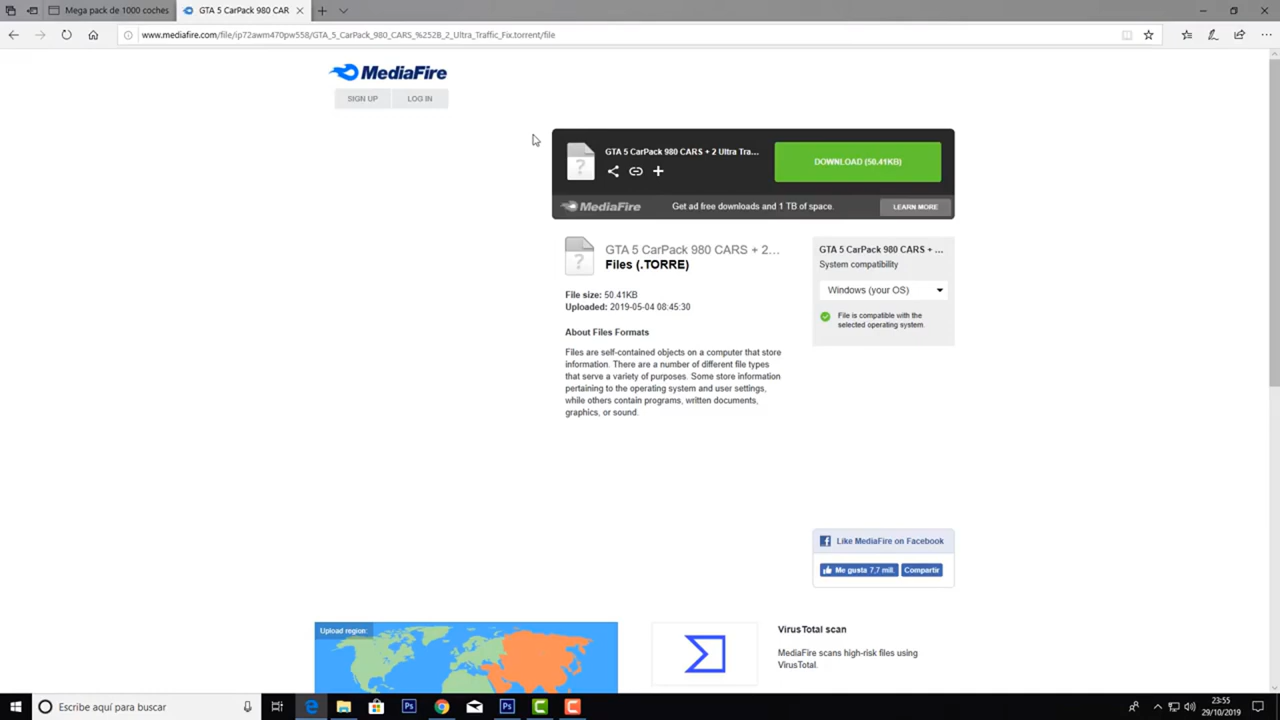 Mega pack de 1000 coches
GTA 5 CarPack 980 CAR
www.mediafire.com/file/ip72awm470pw558/GTA_5_CarPack_980_CARS_%252B_2_Ultra_Traffic_Fix.torrent/file
MediaFire
SIGN UP LOG IN
GTA 5 CarPack 980 CARS + 2 Ultra Tra...
DOWNLOAD (50.41KB)
MediaFire Get ad free downloads and 1 TB of space. LEARN MORE
GTA 5 CarPack 980 CARS + 2...
Files (.TORRE)
File size: 50.41KB
Uploaded: 2019-05-04 08:45:30
About Files Formats
Files are self-contained objects on a computer that store
information. There are a number of different file types
that serve a variety of purposes. Some store information
pertaining to the operating system and user settings,
while others contain programs, written documents,
graphics, or sound.
GTA 5 CarPack 980 CARS + ...
System compatibility
Windows (your OS)
File is compatible with the
selected operating system.
Like MediaFire on Facebook
Me gusta 7,7 mill. Compartir
Upload region:
VirusTotal scan
MediaFire scans high-risk files using
VirusTotal.
Escribe aquí para buscar
23:55
29/10/2019